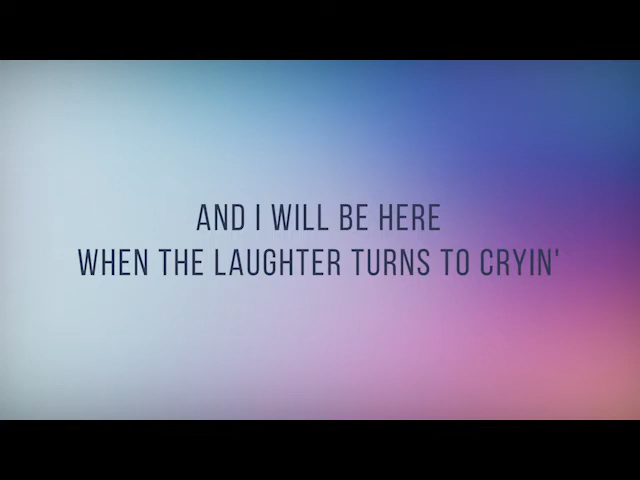 AND I WILL BE HERE
WHEN THE LAUGHTER TURNS TO CRYIN'